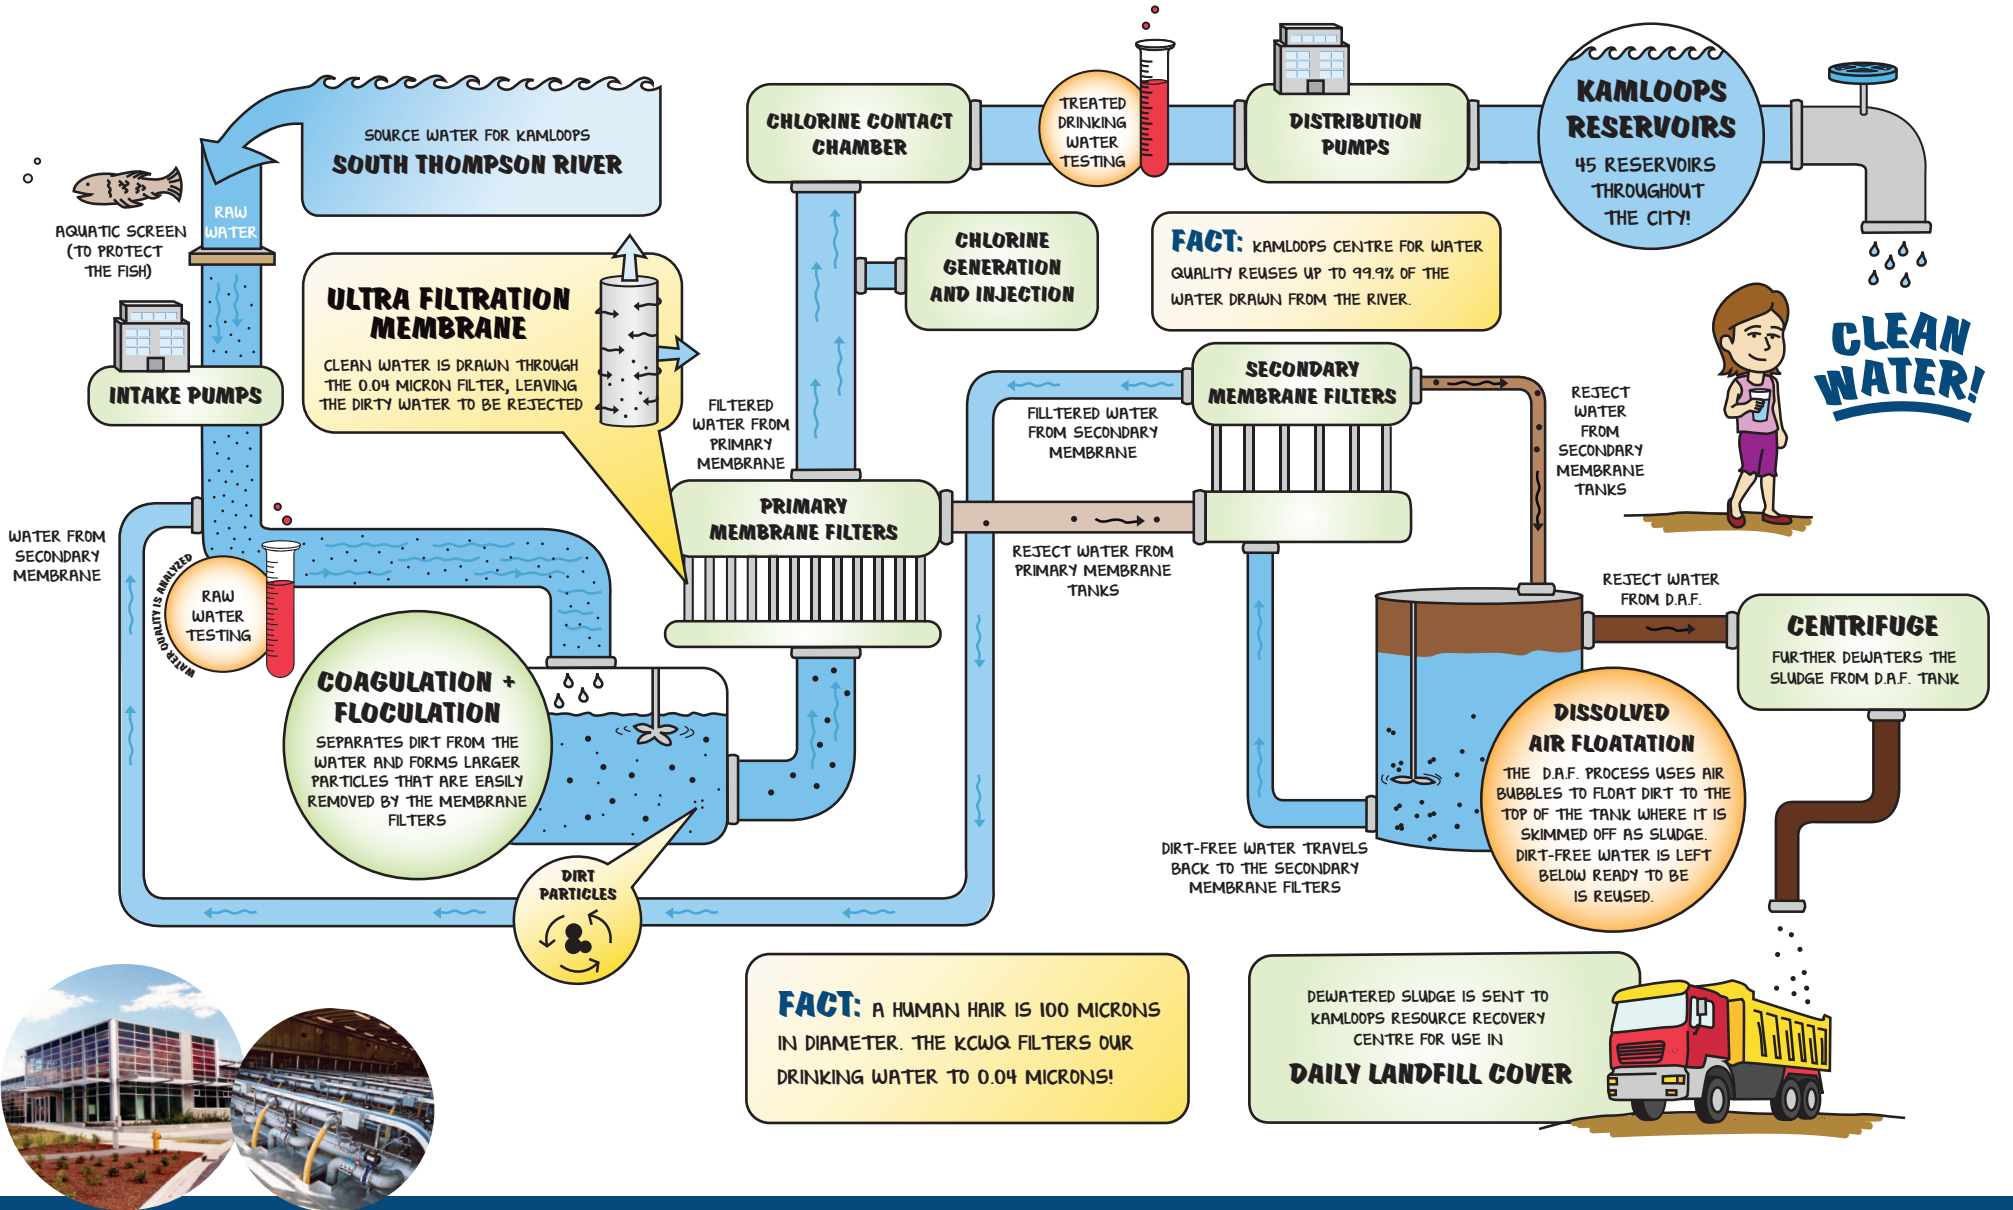 SOURCE WATER FOR KAMLOOPS
SOUTH THOMPSON RIVER
RAW
WATER
AQUATIC SCREEN
(TO PROTECT
THE FISH)
INTAKE PUMPS
ULTRA FILTRATION
MEMBRANE
CLEAN WATER IS DRAWN THROUGH
THE 0.04 MICRON FILTER, LEAVING
THE DIRTY WATER TO BE REJECTED
WATER FROM
SECONDARY
MEMBRANE
WATER QUALITY IS ANALYZED
RAW
WATER
TESTING
COAGULATION +
FLOCULATION
SEPARATES DIRT FROM THE
WATER AND FORMS LARGER
PARTICLES THAT ARE EASILY
REMOVED BY THE MEMBRANE
FILTERS
DIRT
PARTICLES
FILTERED
WATER FROM
PRIMARY
MEMBRANE
PRIMARY
MEMBRANE FILTERS
CHLORINE CONTACT
CHAMBER
CHLORINE
GENERATION
AND INJECTION
TREATED
DRINKING
WATER
TESTING
DISTRIBUTION
PUMPS
KAMLOOPS
RESERVOIRS
45 RESERVOIRS
THROUGHOUT
THE CITY!
CLEAN
WATER!
FACT: KAMLOOPS CENTRE FOR WATER
QUALITY REUSES UP TO 99.9% OF THE
WATER DRAWN FROM THE RIVER.
SECONDARY
MEMBRANE FILTERS
FILLTERED WATER
FROM SECONDARY
MEMBRANE
REJECT WATER FROM
PRIMARY MEMBRANE
TANKS
REJECT
WATER
FROM
SECONDARY
MEMBRANE
TANKS
REJECT WATER
FROM D.A.F.
CENTRIFUGE
FURTHER DEWATERS THE
SLUDGE FROM D.A.F. TANK
DISSOLVED
AIR FLOATATION
THE D.A.F. PROCESS USES AIR
BUBBLES TO FLOAT DIRT TO THE
TOP OF THE TANK WHERE IT IS
SKIMMED OFF AS SLUDGE.
DIRT-FREE WATER IS LEFT
BELOW READY TO BE
IS REUSED.
DIRT-FREE WATER TRAVELS
BACK TO THE SECONDARY
MEMBRANE FILTERS
FACT: A HUMAN HAIR IS 100 MICRONS
IN DIAMETER. THE KCWQ FILTERS OUR
DRINKING WATER TO 0.04 MICRONS!
DEWATERED SLUDGE IS SENT TO
KAMLOOPS RESOURCE RECOVERY
CENTRE FOR USE IN
DAILY LANDFILL COVER